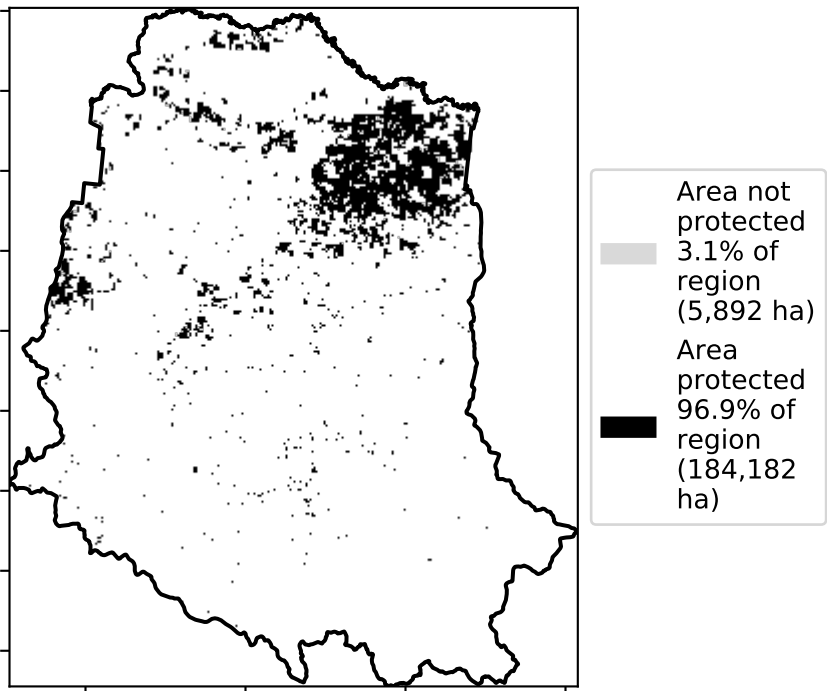 Area not
protected
3.1% of
region
(5,892 ha)
Area
protected
96.9% of
region
(184,182
ha)